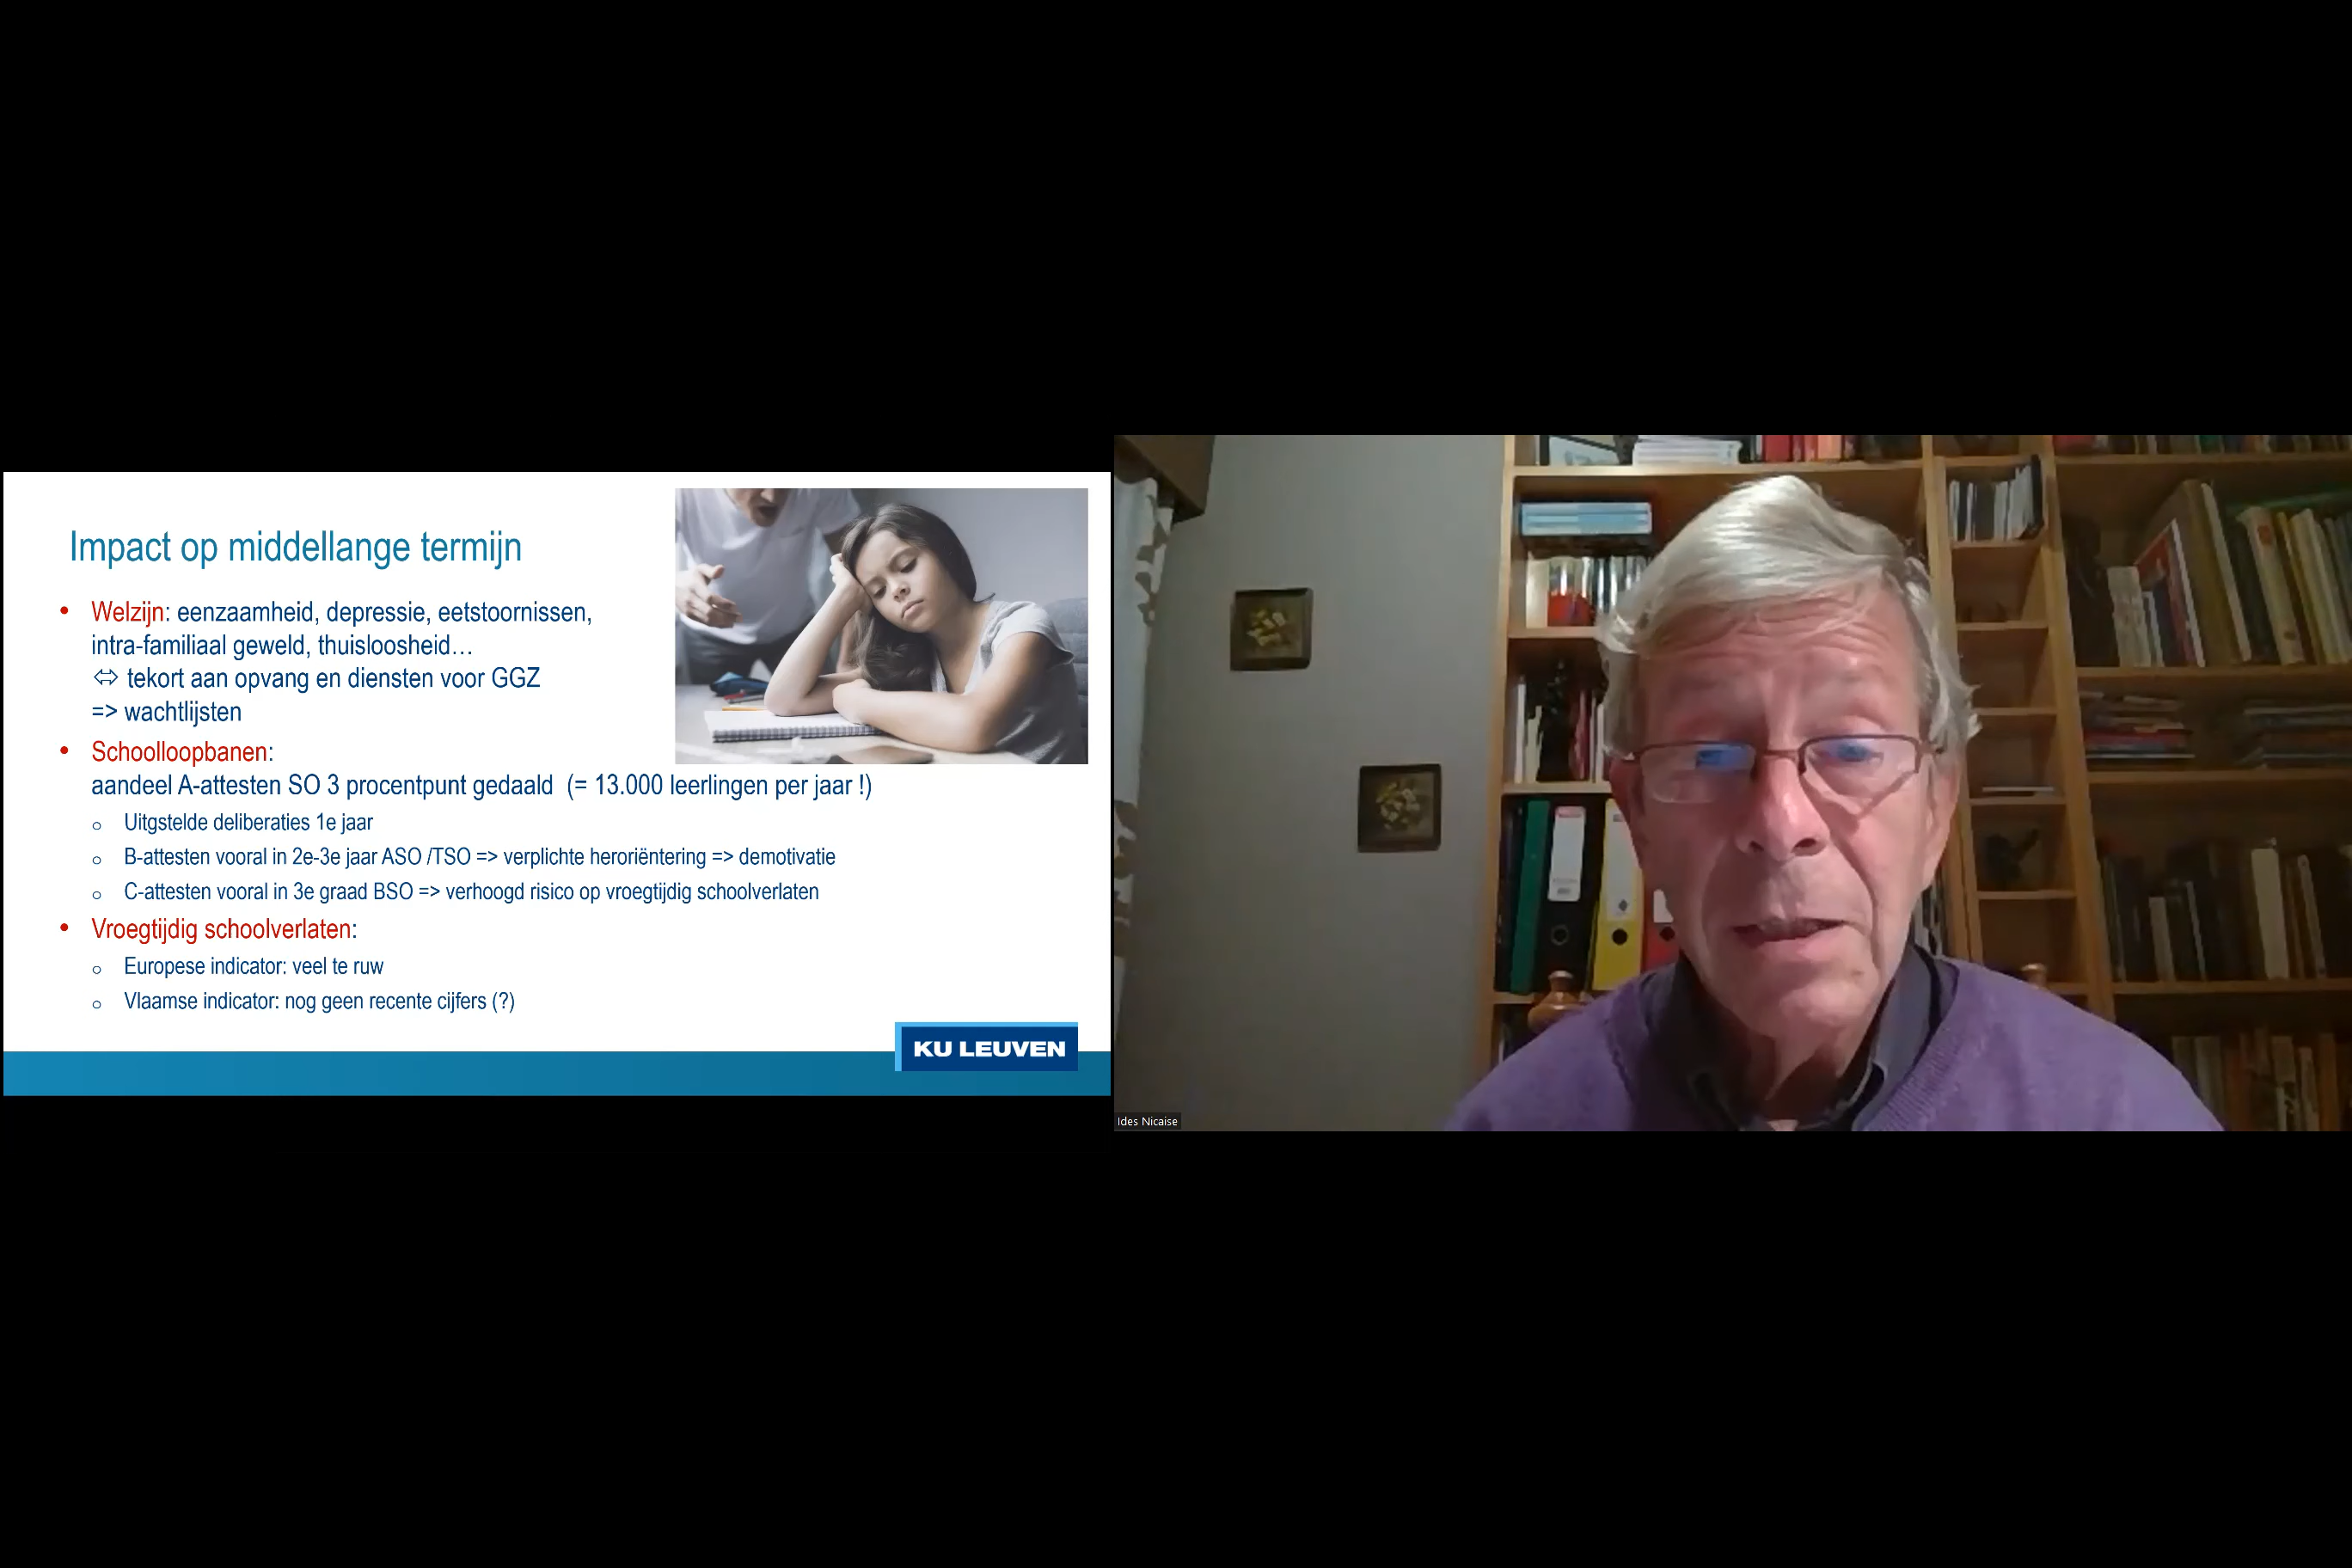 Impact op middellange termijn
• Welzijn: eenzaamheid, depressie, eetstoornissen,
intra-familiaal geweld, thuisloosheid…
⬄ tekort aan opvang en diensten voor GGZ
=> wachtlijsten
• Schoolloopbanen:
aandeel A-attesten SO 3 procentpunt gedaald (= 13.000 leerlingen per jaar !)
o Uitgstelde deliberaties 1e jaar
o B-attesten vooral in 2e-3e jaar ASO /TSO => verplichte heroriëntering => demotivatie
o C-attesten vooral in 3e graad BSO => verhoogd risico op vroegtijdig schoolverlaten
• Vroegtijdig schoolverlaten:
o Europese indicator: veel te ruw
o Vlaamse indicator: nog geen recente cijfers (?)
KU LEUVEN
Ides Nicaise